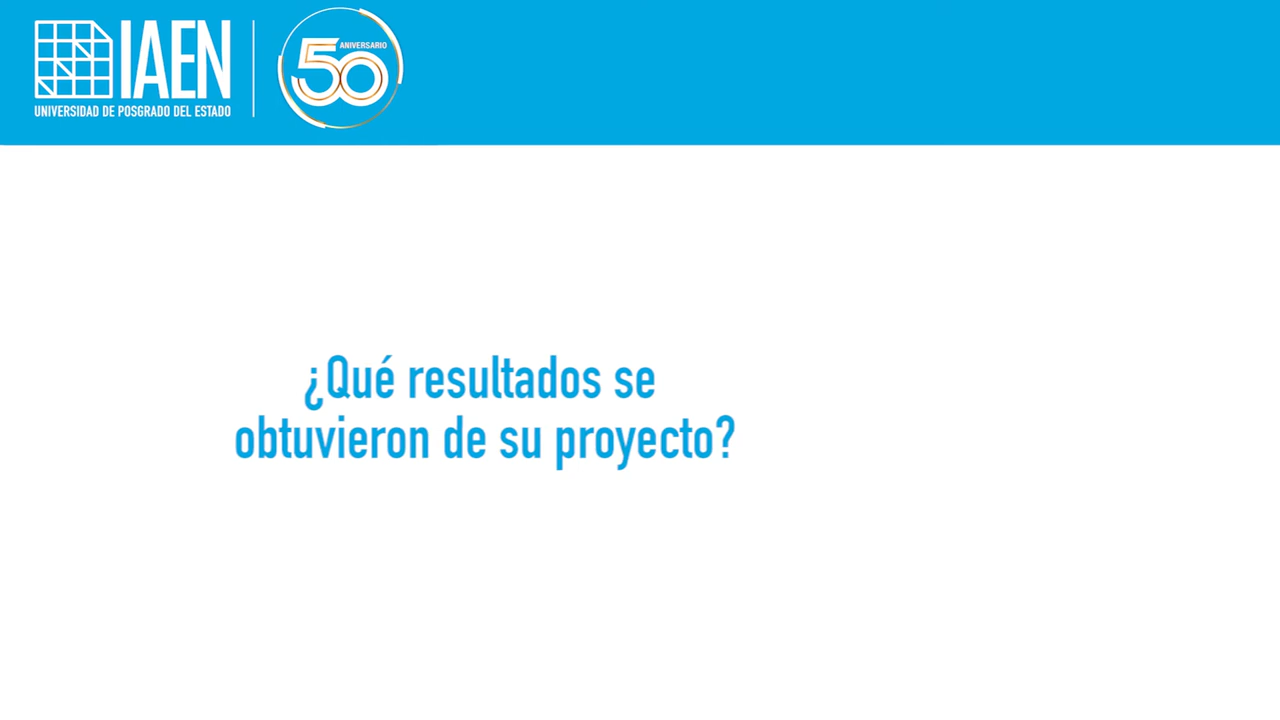 IAEN
UNIVERSIDAD DE POSGRADO DEL ESTADO
50
ANIVERSARIO
¿Qué resultados se
obtuvieron de su proyecto?